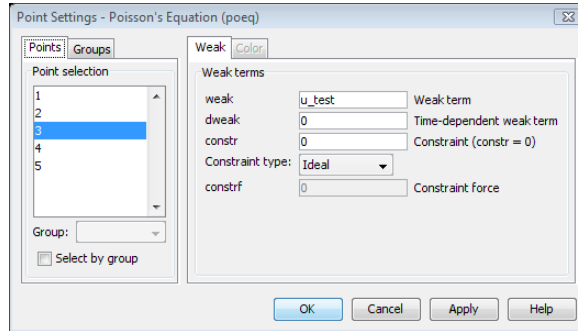 Point Settings - Poisson's Equation (poeq)
Points Groups
Point selection
1
2
3
4
5
Group:
Select by group
Weak Color
Weak terms
weak u_test Weak term
dweak 0 Time-dependent weak term
constr 0 Constraint (constr = 0)
Constraint type: Ideal
constrf 0 Constraint force
OK Cancel Apply Help